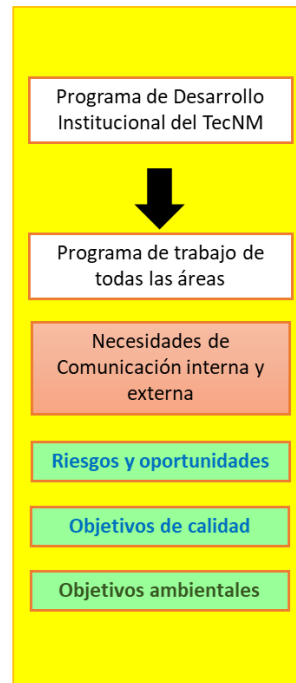 Programa de Desarrollo
Institucional del TecNM
Programa de trabajo de
todas las áreas
Necesidades de
Comunicación interna y
externa
Riesgos y oportunidades
Objetivos de calidad
Objetivos ambientales